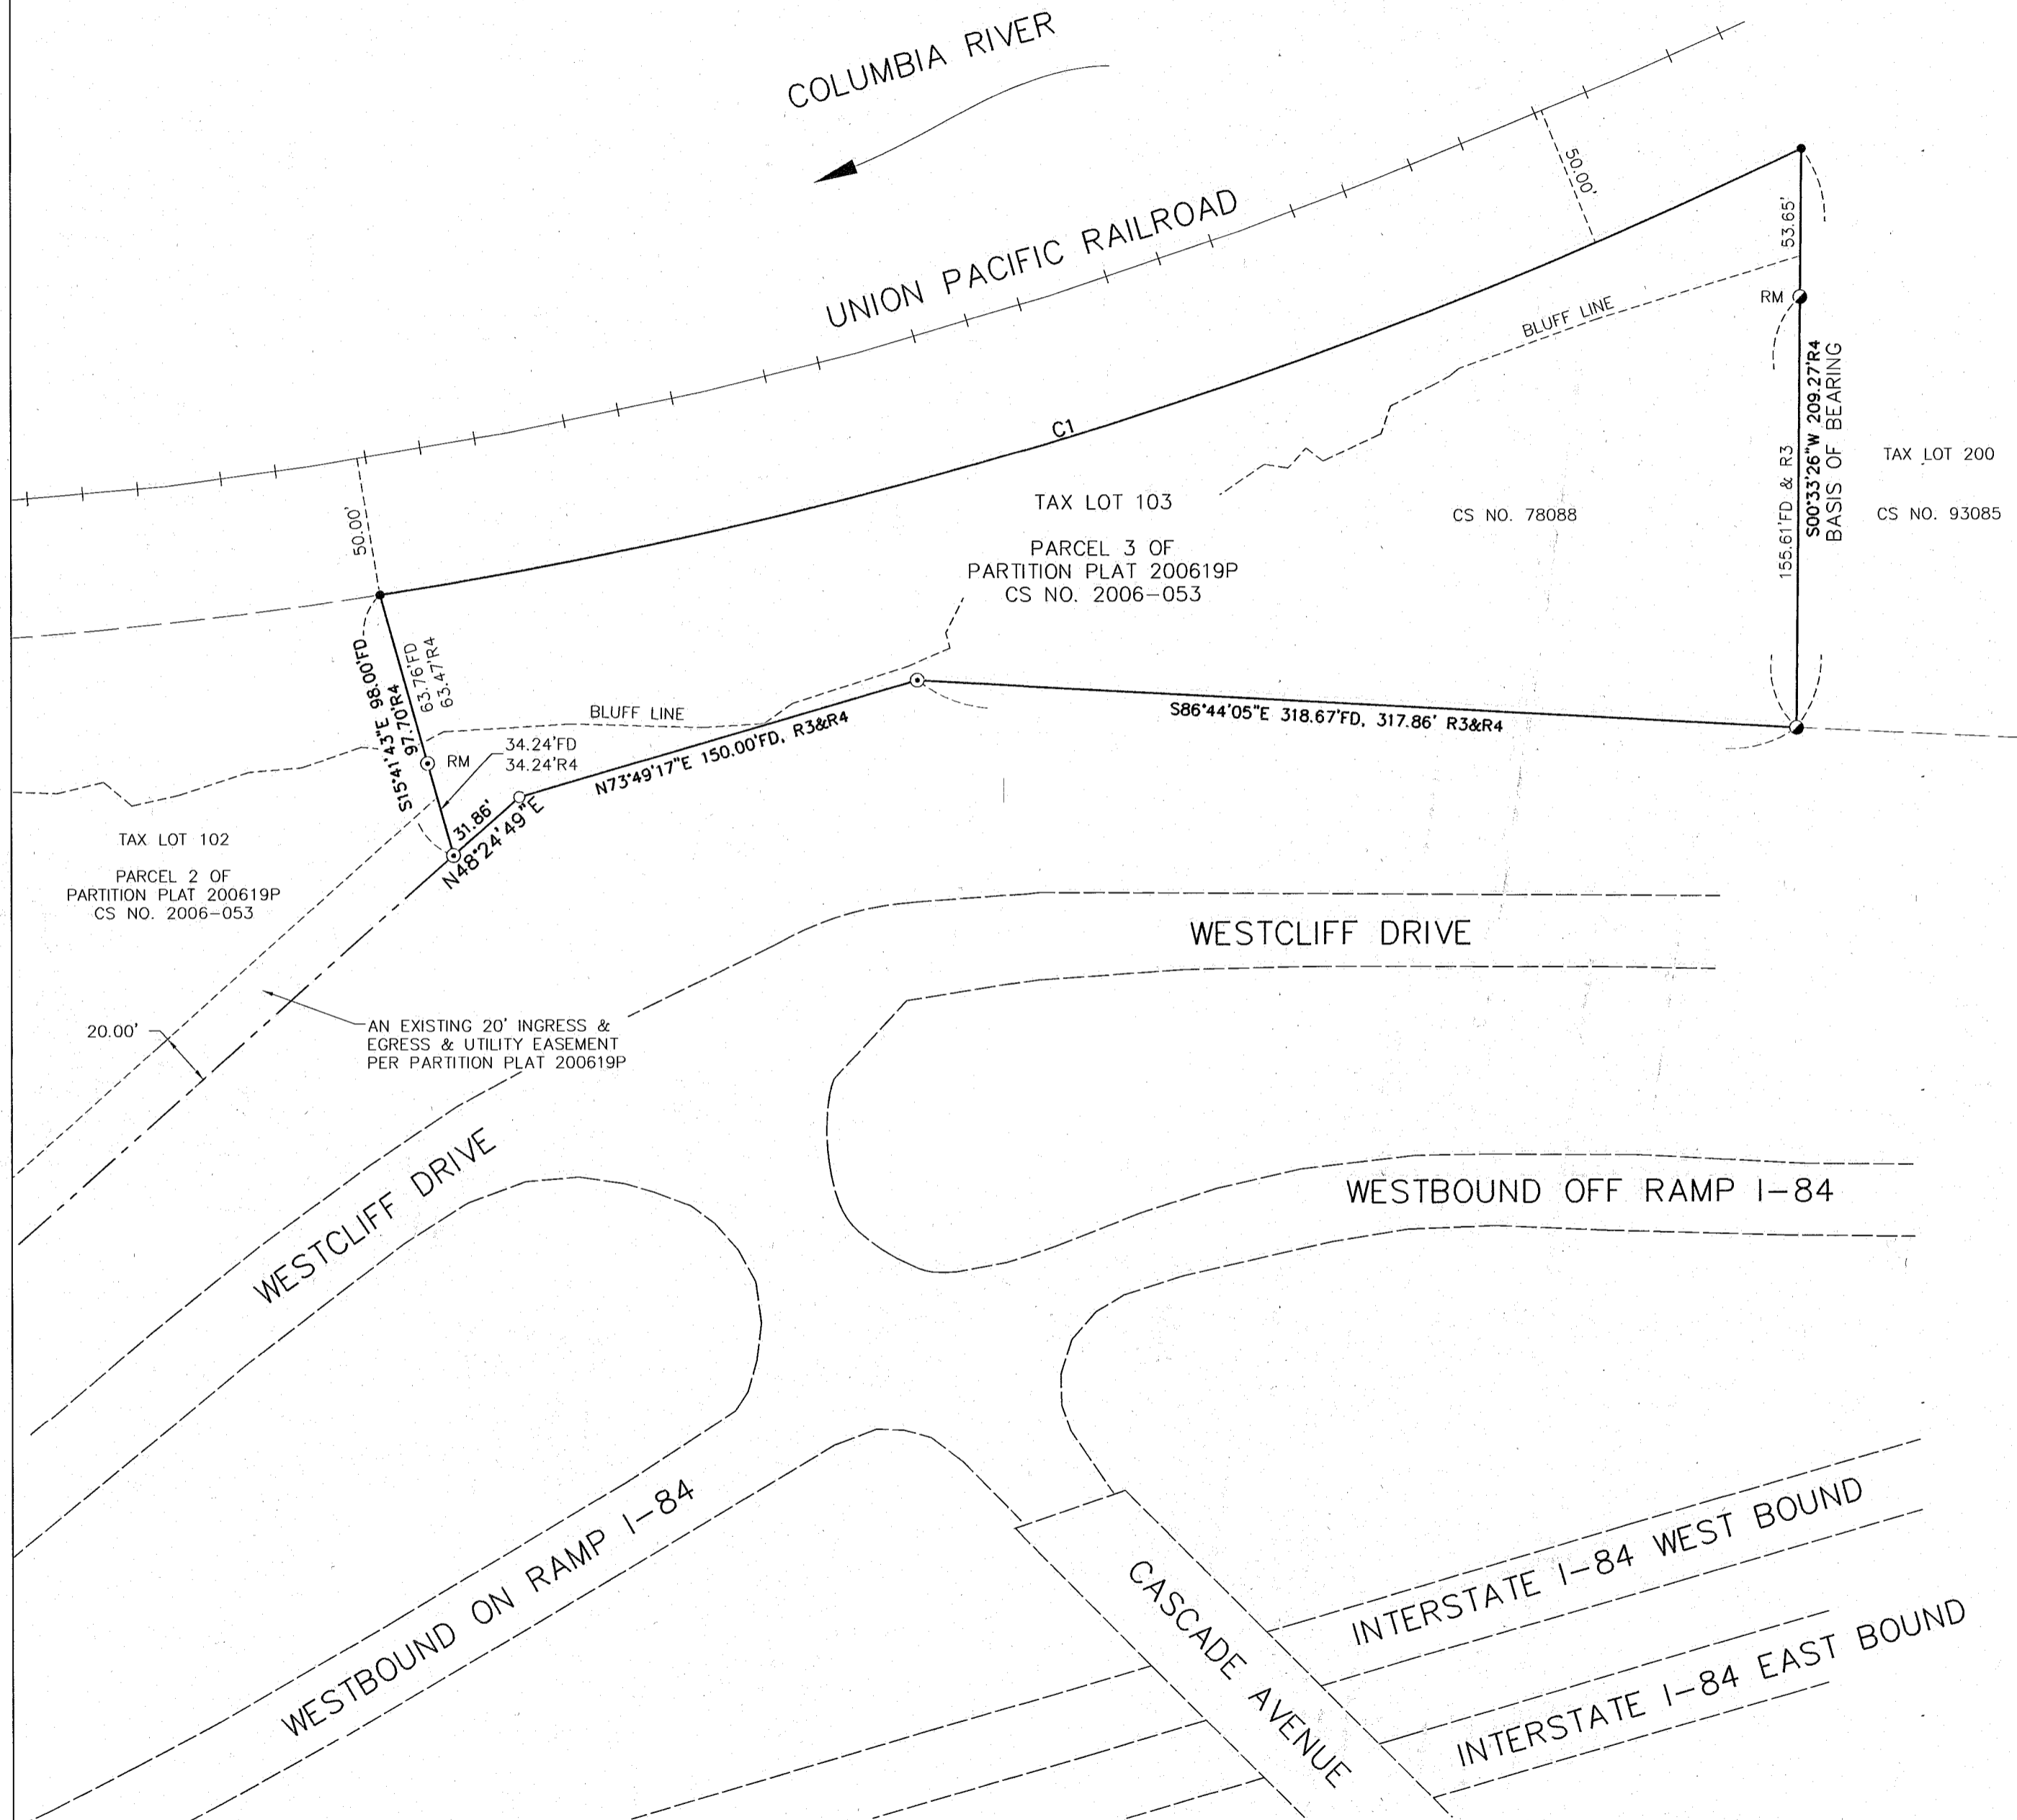 COLUMBIA RIVER
UNION PACIFIC RAILROAD
50.00'
53.65'
RM
BLUFF LINE
S00°33'26"W 209.27'R4
BASIS OF BEARING
155.61'FD & R3
TAX LOT 200
CS NO. 93085
C1
TAX LOT 103
CS NO. 78088
PARCEL 3 OF
PARTITION PLAT 200619P
CS NO. 2006-053
50.00'
S15°41'43"E 98.00'FD
97.70'R4
63.76'FD
63.47'R4
BLUFF LINE
RM
34.24'FD
34.24'R4
31.86'
N48°24'49"E
N73°49'17"E 150.00'FD, R3&R4
S86°44'05"E 318.67'FD, 317.86' R3&R4
TAX LOT 102
PARCEL 2 OF
PARTITION PLAT 200619P
CS NO. 2006-053
WESTCLIFF DRIVE
20.00'
AN EXISTING 20' INGRESS &
EGRESS & UTILITY EASEMENT
PER PARTITION PLAT 200619P
WESTCLIFF DRIVE
WESTBOUND OFF RAMP I-84
WESTBOUND ON RAMP I-84
CASCADE AVENUE
INTERSTATE I-84 WEST BOUND
INTERSTATE I-84 EAST BOUND